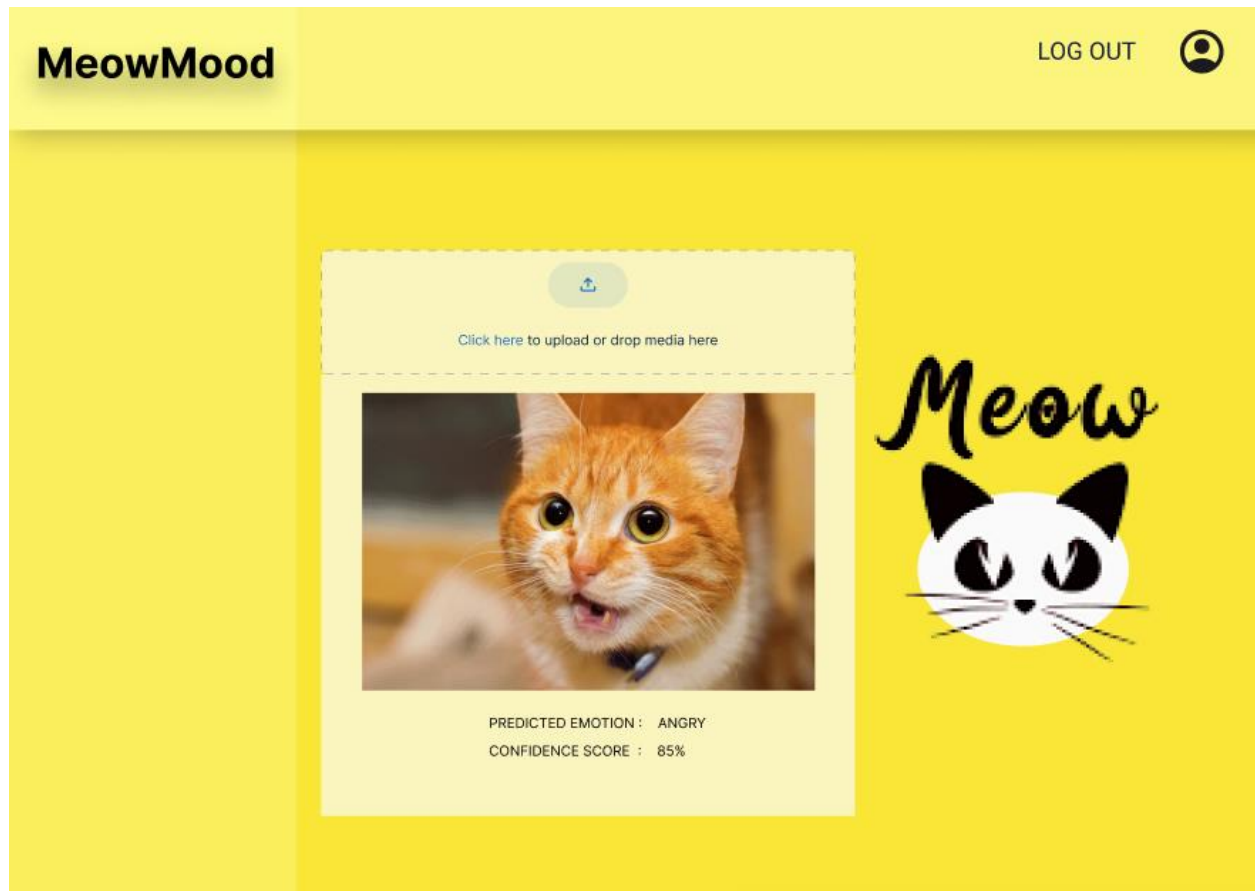 MeowMood
LOG OUT
Click here to upload or drop media here
Meow
PREDICTED EMOTION : ANGRY
CONFIDENCE SCORE : 85%